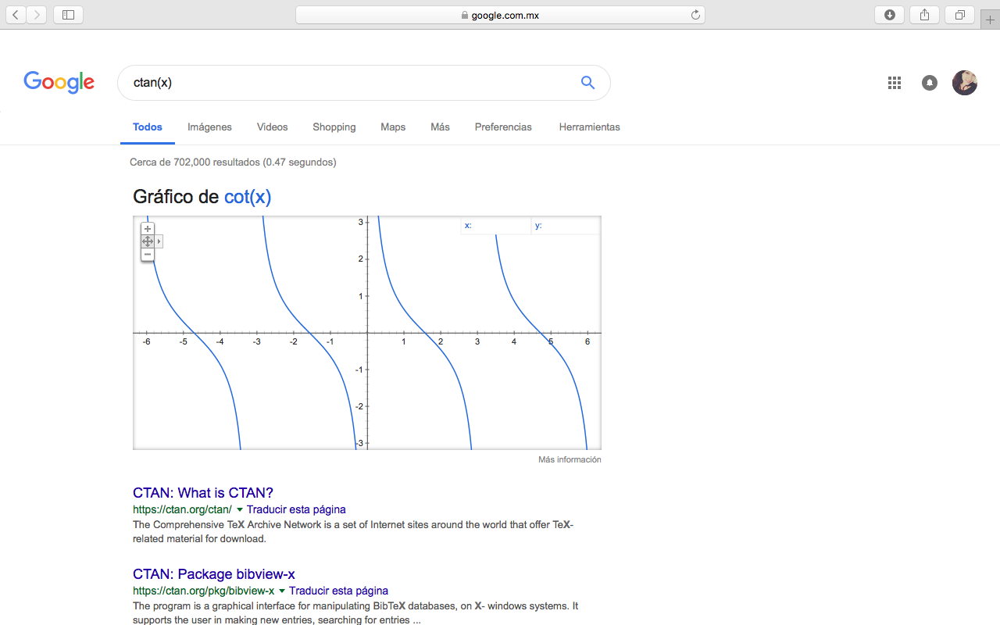 google.com.mx
Google
ctan(x)
Todos Imágenes Videos Shopping Maps Más Preferencias Herramientas
Cerca de 702,000 resultados (0.47 segundos)
Gráfico de cot(x)
+
−
x: y:
3
2
1
-6 -5 -4 -3 -2 -1 1 2 3 4 5 6
-1
-2
-3
Más información
CTAN: What is CTAN?
https://ctan.org/ctan/ Traducir esta página
The Comprehensive TeX Archive Network is a set of Internet sites around the world that offer TeX-
related material for download.
CTAN: Package bibview-x
https://ctan.org/pkg/bibview-x Traducir esta página
The program is a graphical interface for manipulating BibTeX databases, on X- windows systems. It
supports the user in making new entries, searching for entries ...